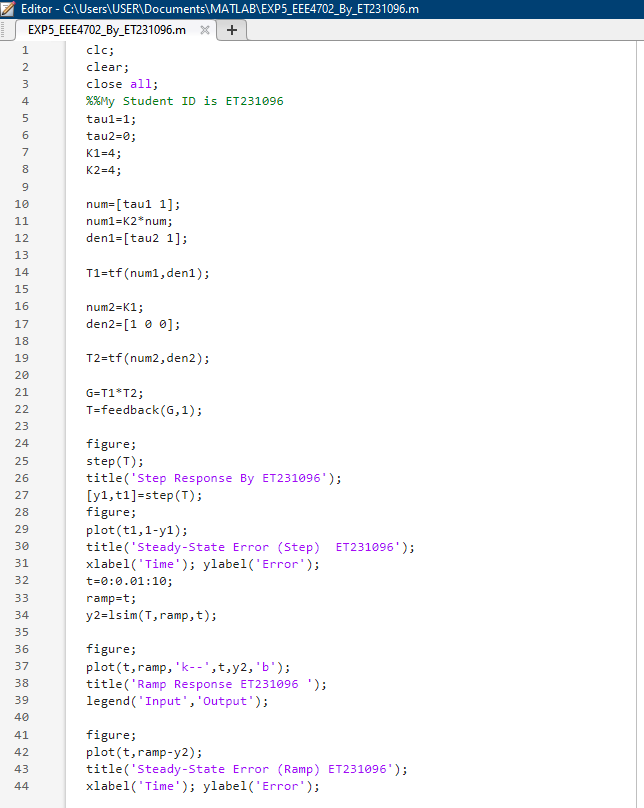 Editor - C:\Users\USER\Documents\MATLAB\EXP5_EEE4702_By_ET231096.m
EXP5_EEE4702_By_ET231096.m × +
1 clc;
2 clear;
3 close all;
4 %%My Student ID is ET231096
5 tau1=1;
6 tau2=0;
7 K1=4;
8 K2=4;
9
10 num=[tau1 1];
11 num1=K2*num;
12 den1=[tau2 1];
13
14 T1=tf(num1,den1);
15
16 num2=K1;
17 den2=[1 0 0];
18
19 T2=tf(num2,den2);
20
21 G=T1*T2;
22 T=feedback(G,1);
23
24 figure;
25 step(T);
26 title('Step Response By ET231096');
27 [y1,t1]=step(T);
28 figure;
29 plot(t1,1-y1);
30 title('Steady-State Error (Step)  ET231096');
31 xlabel('Time'); ylabel('Error');
32 t=0:0.01:10;
33 ramp=t;
34 y2=lsim(T,ramp,t);
35
36 figure;
37 plot(t,ramp,'k--',t,y2,'b');
38 title('Ramp Response ET231096 ');
39 legend('Input','Output');
40
41 figure;
42 plot(t,ramp-y2);
43 title('Steady-State Error (Ramp) ET231096');
44 xlabel('Time'); ylabel('Error');